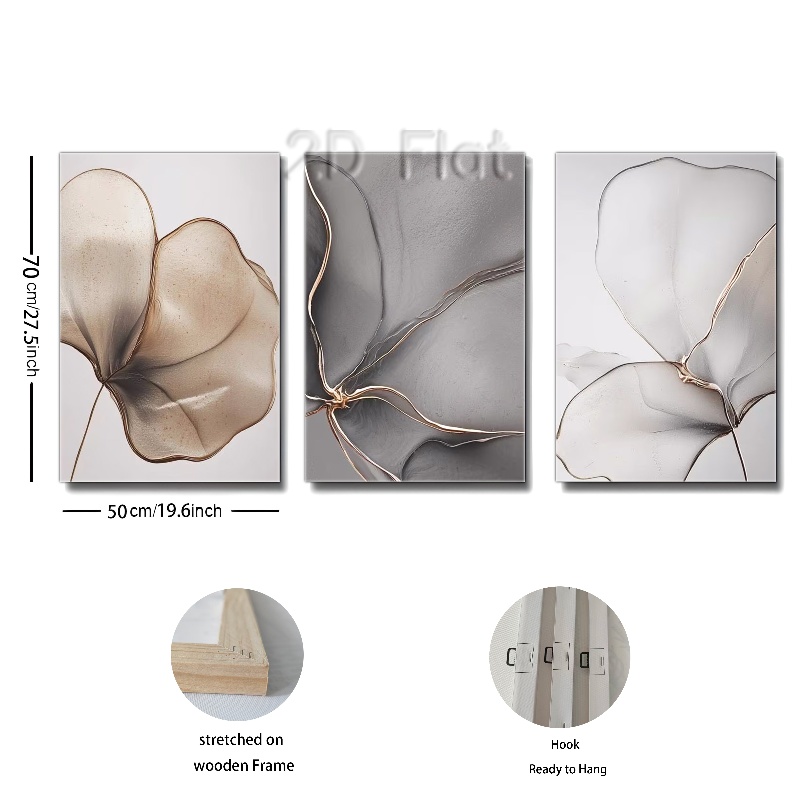 2D Flat
70 cm/27.5inch
50cm/19.6inch
stretched on
wooden Frame
Hook
Ready to Hang